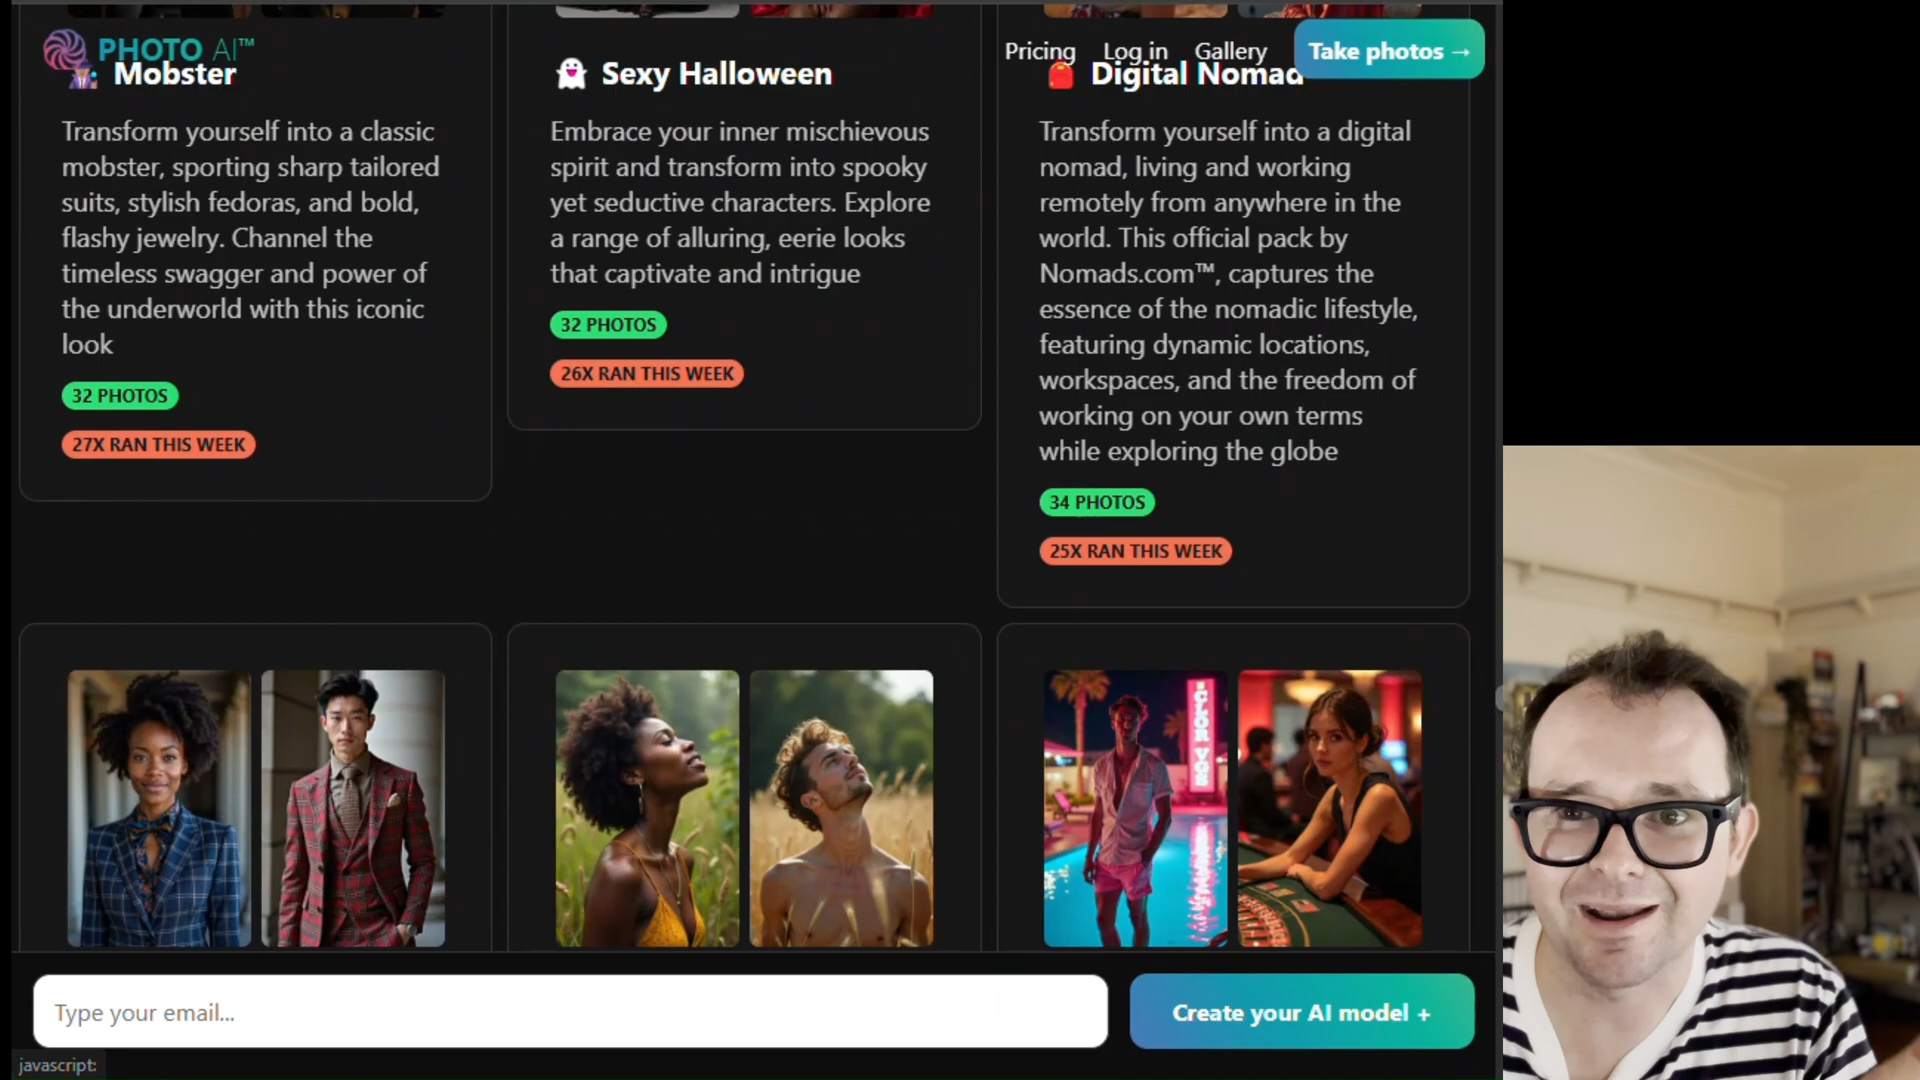 PHOTO AI™
Pricing
Log in
Gallery
Take photos →
Mobster
Transform yourself into a classic
mobster, sporting sharp tailored
suits, stylish fedoras, and bold,
flashy jewelry. Channel the
timeless swagger and power of
the underworld with this iconic
look
32 PHOTOS
27X RAN THIS WEEK
Sexy Halloween
Embrace your inner mischievous
spirit and transform into spooky
yet seductive characters. Explore
a range of alluring, eerie looks
that captivate and intrigue
32 PHOTOS
26X RAN THIS WEEK
Digital Nomad
Transform yourself into a digital
nomad, living and working
remotely from anywhere in the
world. This official pack by
Nomads.com™, captures the
essence of the nomadic lifestyle,
featuring dynamic locations,
workspaces, and the freedom of
working on your own terms
while exploring the globe
34 PHOTOS
25X RAN THIS WEEK
Type your email...
Create your AI model +
javascript: